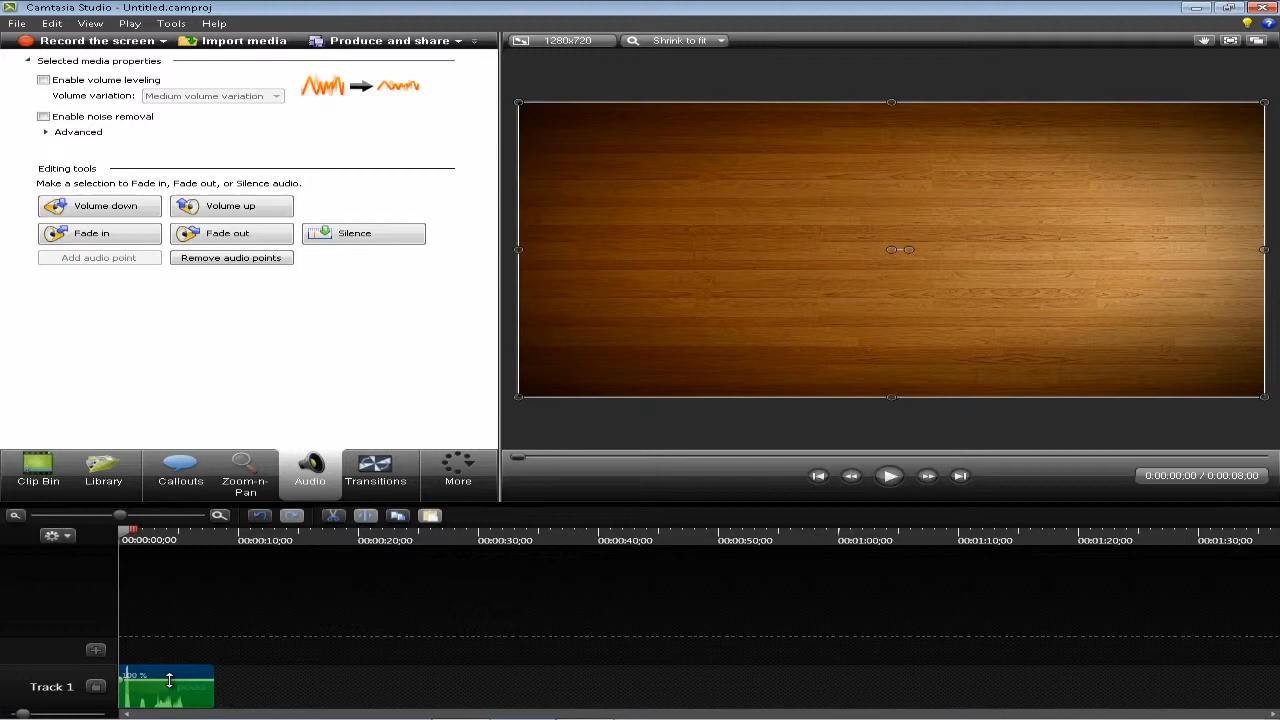 Camtasia Studio - Untitled.camproj
File Edit View Play Tools Help
Record the screen Import media Produce and share
1280x720 Shrink to fit
Selected media properties
Enable volume leveling
Volume variation: Medium volume variation
Enable noise removal
Advanced
Editing tools
Make a selection to Fade in, Fade out, or Silence audio.
Volume down Volume up
Fade in Fade out Silence
Add audio point Remove audio points
Clip Bin Library Callouts Zoom-n-Pan Audio Transitions More
0:00:00;00 / 0:00:08;00
00:00:00;00 00:00:10;00 00:00:20;00 00:00:30;00 00:00:40;00 00:00:50;00 00:01:00;00 00:01:10;00 00:01:20;00 00:01:30;00
100 %
Track 1